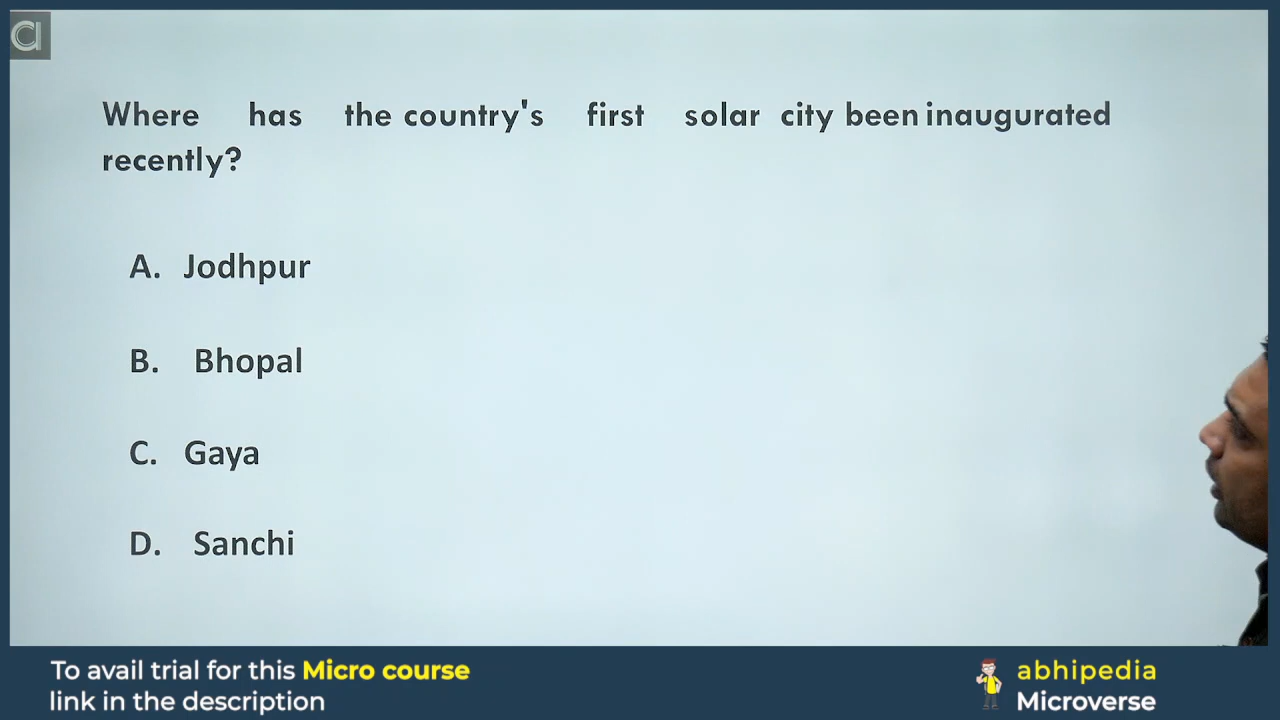 Where has the country's first solar city been inaugurated
recently?
A. Jodhpur
B. Bhopal
C. Gaya
D. Sanchi
To avail trial for this Micro course
link in the description
abhipedia
Microverse